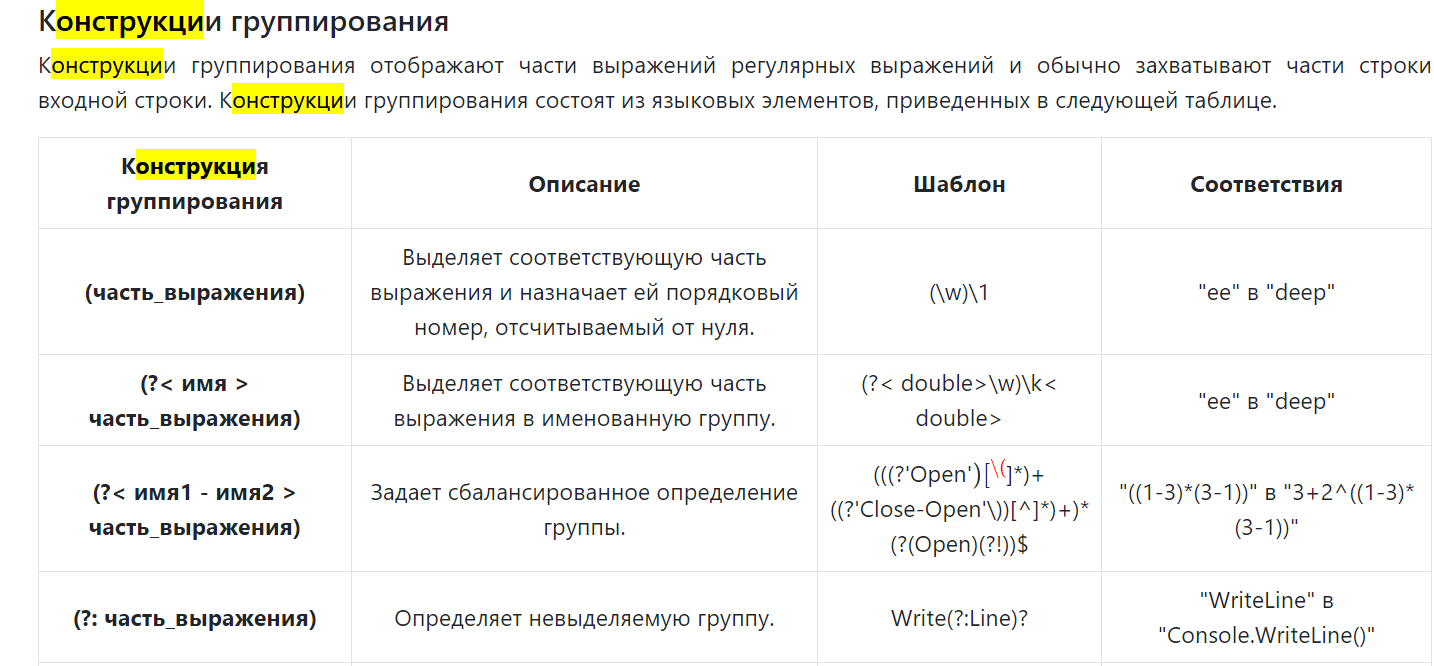 Конструкции группирования
Конструкции группирования отображают части выражений регулярных выражений и обычно захватывают части строки
входной строки. Конструкции группирования состоят из языковых элементов, приведенных в следующей таблице.
Конструкция
группирования
Описание
Шаблон
Соответствия
(часть_выражения)
Выделяет соответствующую часть
выражения и назначает ей порядковый
номер, отсчитываемый от нуля.
(\w)\1
"ee" в "deep"
(?< имя >
часть_выражения)
Выделяет соответствующую часть
выражения в именованную группу.
(?< double>\w)\k<
double>
"ee" в "deep"
(?< имя1 - имя2 >
часть_выражения)
Задает сбалансированное определение
группы.
(((?'Open')[\(]*)+
((?'Close-Open'\))[^]*)+)*
(?(Open)(?!))$
"((1-3)*(3-1))" в "3+2^((1-3)*
(3-1))"
(?: часть_выражения)
Определяет невыделяемую группу.
Write(?:Line)?
"WriteLine" в
"Console.WriteLine()"